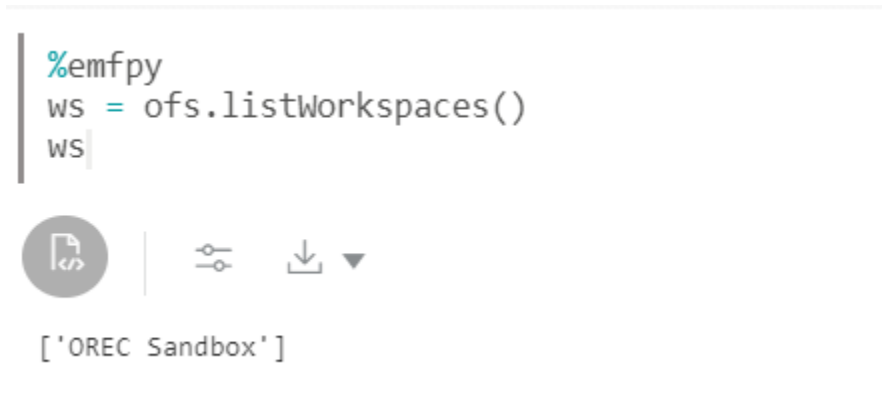 %emfpy
ws = ofs.listWorkspaces()
ws
</>
['OREC Sandbox']